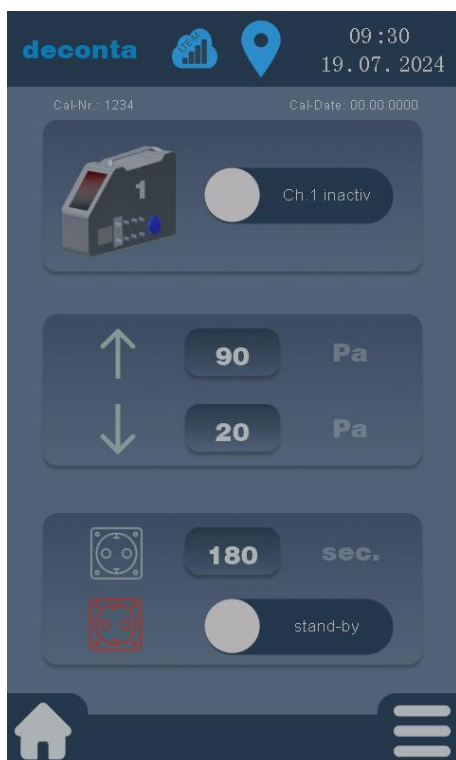 deconta
LTE-M
09:30
19.07.2024
Cal-Nr.: 1234
Cal-Date: 00.00.0000
1
Ch.1 inactiv
90 Pa
20 Pa
180 sec.
stand-by